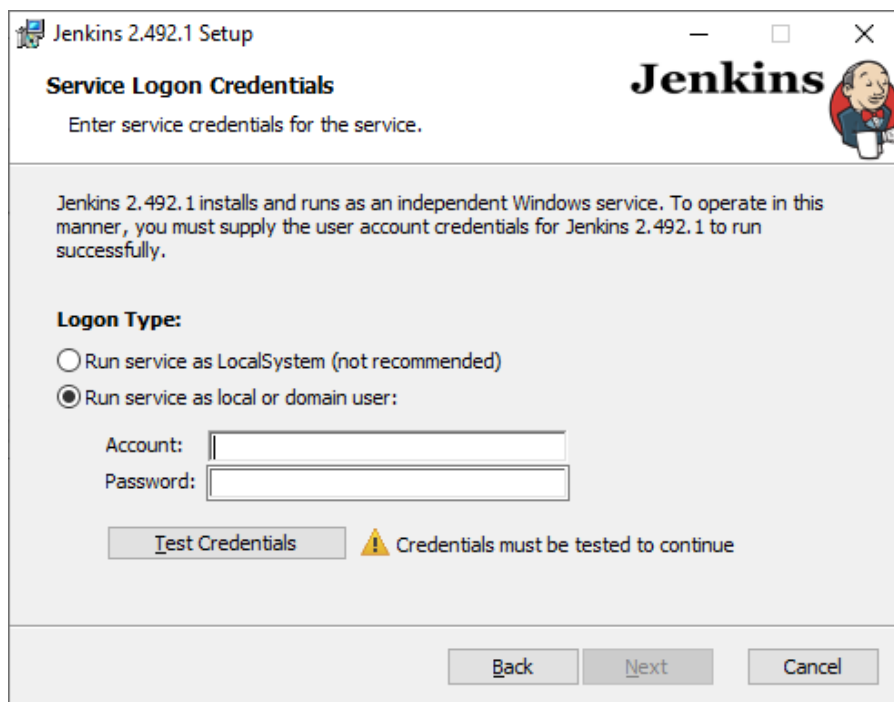 Jenkins 2.492.1 Setup
Service Logon Credentials
Enter service credentials for the service.
Jenkins
Jenkins 2.492.1 installs and runs as an independent Windows service. To operate in this
manner, you must supply the user account credentials for Jenkins 2.492.1 to run
successfully.
Logon Type:
Run service as LocalSystem (not recommended)
Run service as local or domain user:
Account:
Password:
Test Credentials
Credentials must be tested to continue
Back
Next
Cancel